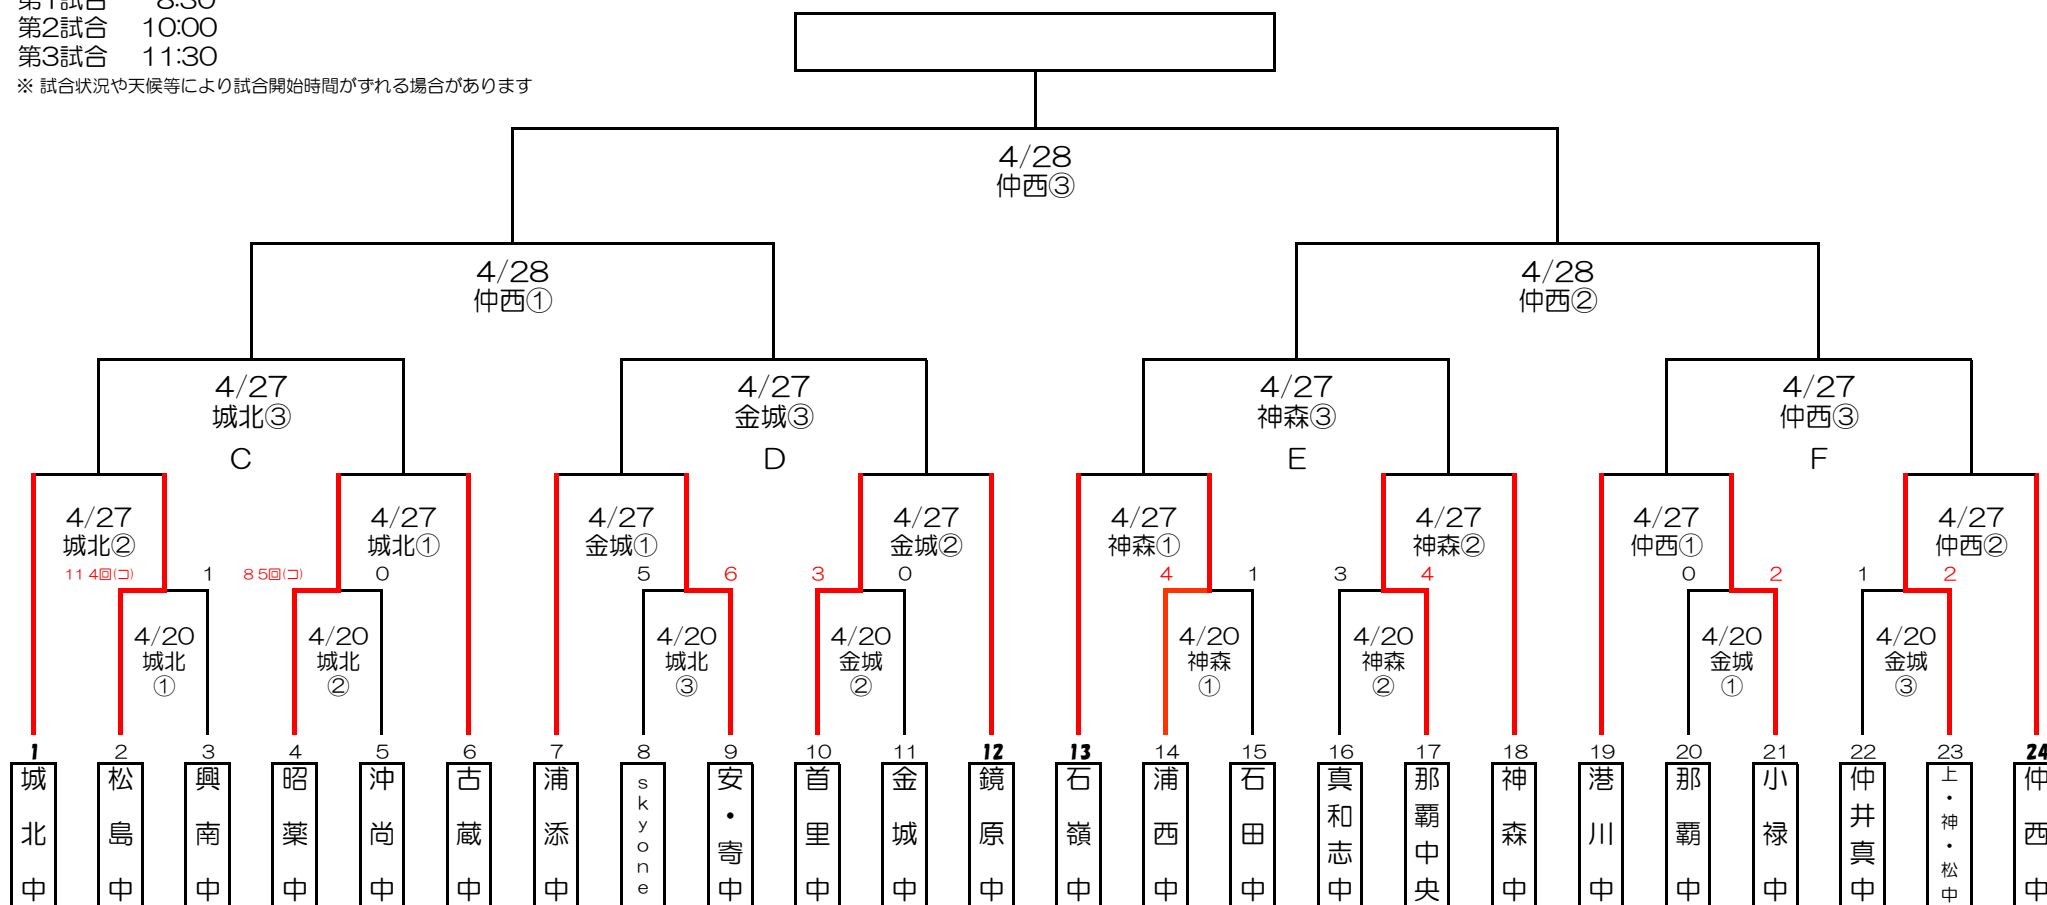 第1試合 8:30
第2試合 10:00
第3試合 11:30
※ 試合状況や天候等により試合開始時間がずれる場合があります
4/28
仲西③
4/28
仲西①
4/28
仲西②
4/27
城北③
C
4/27
金城③
D
4/27
神森③
E
4/27
仲西③
F
4/27
城北②
4/27
城北①
4/27
金城①
4/27
金城②
4/27
神森①
4/27
神森②
4/27
仲西①
4/27
仲西②
11 4回(コ) 1 8 5回(コ) 0 5 6 3 0 4 1 3 4 0 2 1 2
4/20
城北
①
4/20
城北
②
4/20
城北
③
4/20
金城
②
4/20
神森
①
4/20
神森
②
4/20
金城
①
4/20
金城
③
1 2 3 4 5 6 7 8 9 10 11 12 13 14 15 16 17 18 19 20 21 22 23 24
城北中
松島中
興南中
昭薬中
沖尚中
古蔵中
浦添中
skyone
安・寄中
首里中
金城中
鏡原中
石嶺中
浦西中
石田中
真和志中
那覇中央
神森中
港川中
那覇中
小禄中
仲井真中
上・神・松中
仲西中